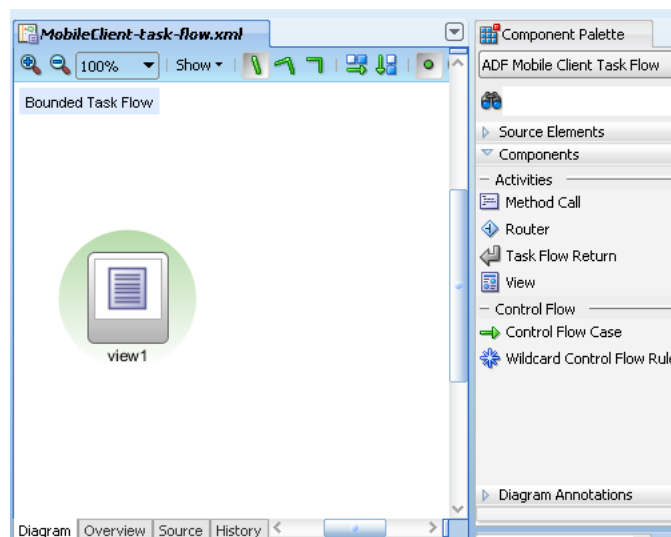 MobileClient-task-flow.xml
100%
Show
Bounded Task Flow
view1
Diagram Overview Source History
Component Palette
ADF Mobile Client Task Flow
Source Elements
Components
Activities
Method Call
Router
Task Flow Return
View
Control Flow
Control Flow Case
Wildcard Control Flow Rule
Diagram Annotations